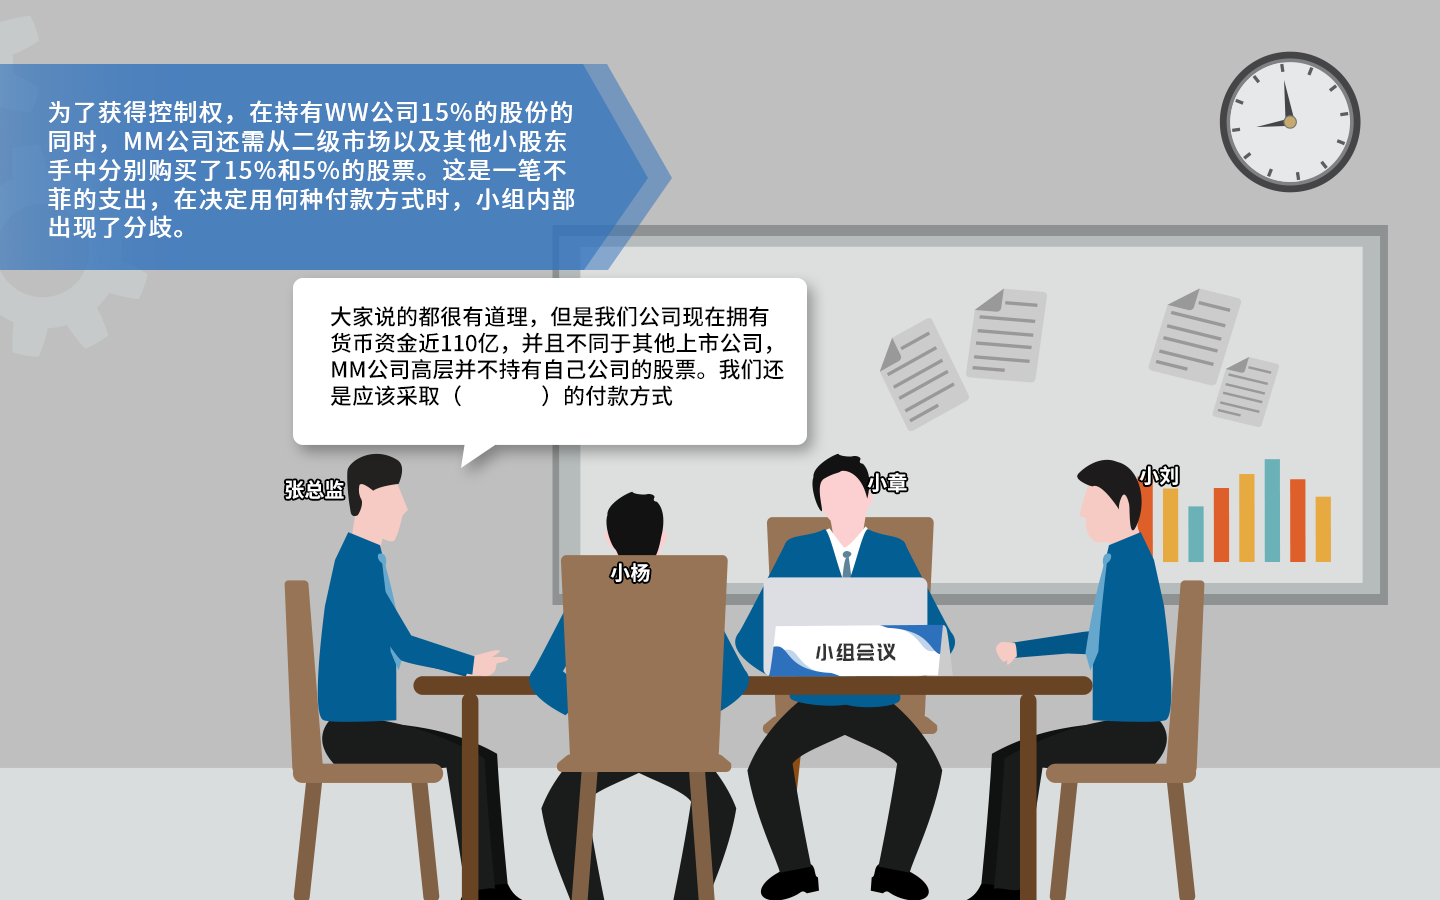 为了获得控制权，在持有WW公司15%的股份的
同时，MM公司还需从二级市场以及其他小股东
手中分别购买了15%和5%的股票。这是一笔不
菲的支出，在决定用何种付款方式时，小组内部
出现了分歧。
大家说的都很有道理，但是我们公司现在拥有
货币资金近110亿，并且不同于其他上市公司，
MM公司高层并不持有自己公司的股票。我们还
是应该采取（　　　）的付款方式
张总监
小杨
小章
小刘
小组会议